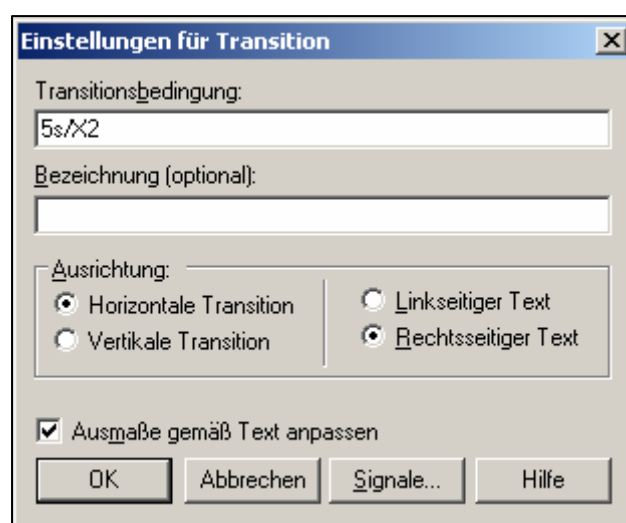 Einstellungen für Transition
Transitionsbedingung:
5s/X2
Bezeichnung (optional):
Ausrichtung:
Horizontale Transition
Linkseitiger Text
Vertikale Transition
Rechtsseitiger Text
Ausmaße gemäß Text anpassen
OK Abbrechen Signale... Hilfe